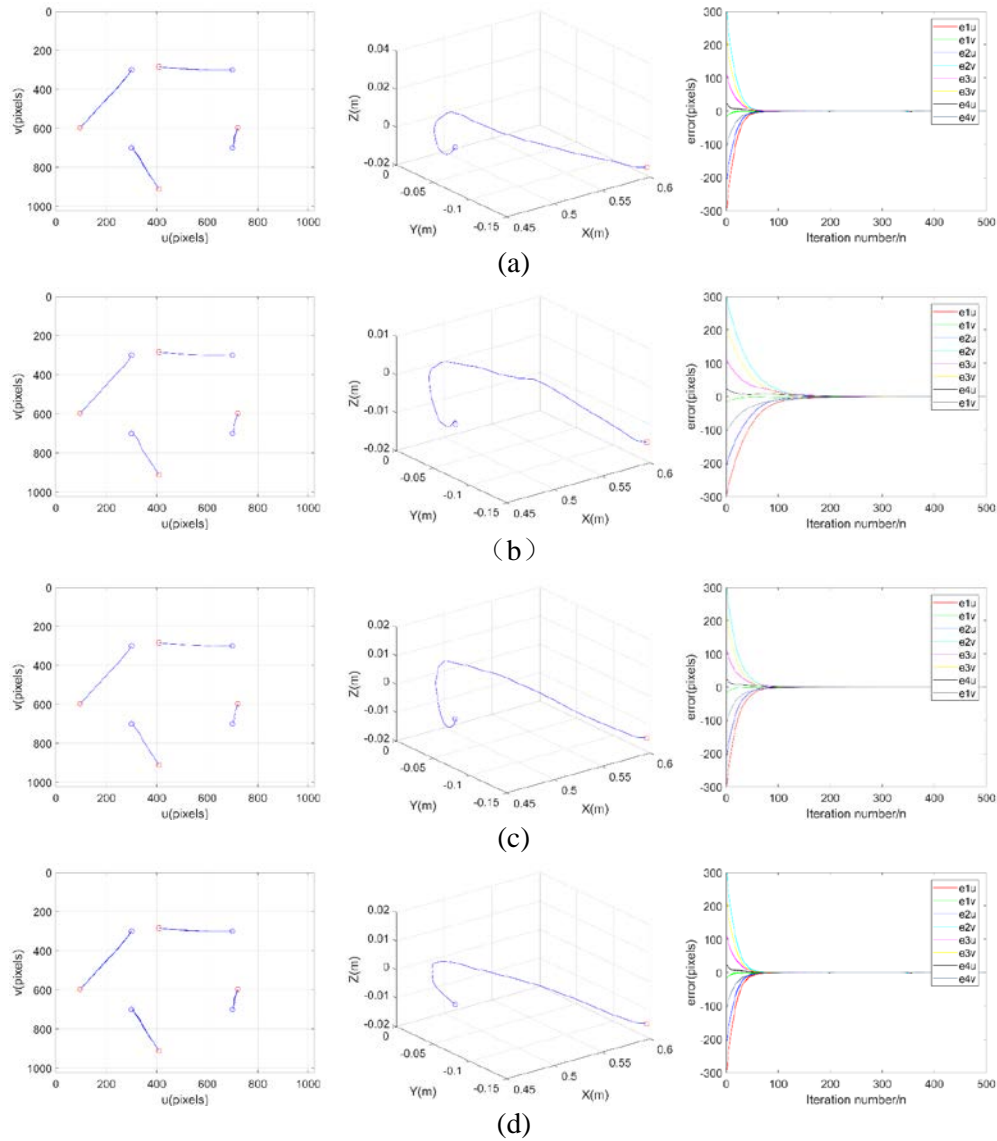 0
200
400
600
800
1000
v(pixels)
0 200 400 600 800 1000
u(pixels)
0.04
0.02
0
-0.02
Z(m)
0
-0.05
-0.1
-0.15
Y(m)
0.45
0.5
0.55
0.6
X(m)
300
200
100
0
-100
-200
-300
error(pixels)
e1u
e1v
e2u
e2v
e3u
e3v
e4u
e4v
0 100 200 300 400 500
Iteration number/n
(a)
0
200
400
600
800
1000
v(pixels)
0 200 400 600 800 1000
u(pixels)
0.01
0
-0.01
-0.02
Z(m)
0
-0.05
-0.1
-0.15
Y(m)
0.45
0.5
0.55
0.6
X(m)
300
200
100
0
-100
-200
-300
error(pixels)
e1u
e1v
e2u
e2v
e3u
e3v
e4u
e1v
0 100 200 300 400 500
Iteration number/n
（b）
0
200
400
600
800
1000
v(pixels)
0 200 400 600 800 1000
u(pixels)
0.02
0.01
0
-0.01
-0.02
Z(m)
0
-0.05
-0.1
-0.15
Y(m)
0.45
0.5
0.55
0.6
X(m)
300
200
100
0
-100
-200
-300
error(pixels)
e1u
e1v
e2u
e2v
e3u
e3v
e4u
e1v
0 100 200 300 400 500
Iteration number/n
(c)
0
200
400
600
800
1000
v(pixels)
0 200 400 600 800 1000
u(pixels)
0.02
0.01
0
-0.01
-0.02
Z(m)
0
-0.05
-0.1
-0.15
Y(m)
0.45
0.5
0.55
0.6
X(m)
300
200
100
0
-100
-200
-300
error(pixels)
e1u
e1v
e2u
e2v
e3u
e3v
e4u
e4v
0 100 200 300 400 500
Iteration number/n
(d)